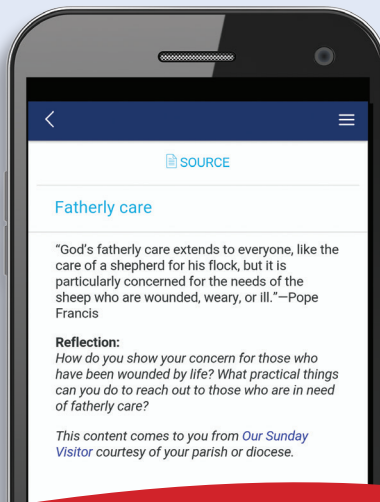 SOURCE
Fatherly care
“God’s fatherly care extends to everyone, like the
care of a shepherd for his flock, but it is
particularly concerned for the needs of the
sheep who are wounded, weary, or ill.”—Pope
Francis
Reflection:
How do you show your concern for those who
have been wounded by life? What practical things
can you do to reach out to those who are in need
of fatherly care?
This content comes to you from Our Sunday
Visitor courtesy of your parish or diocese.